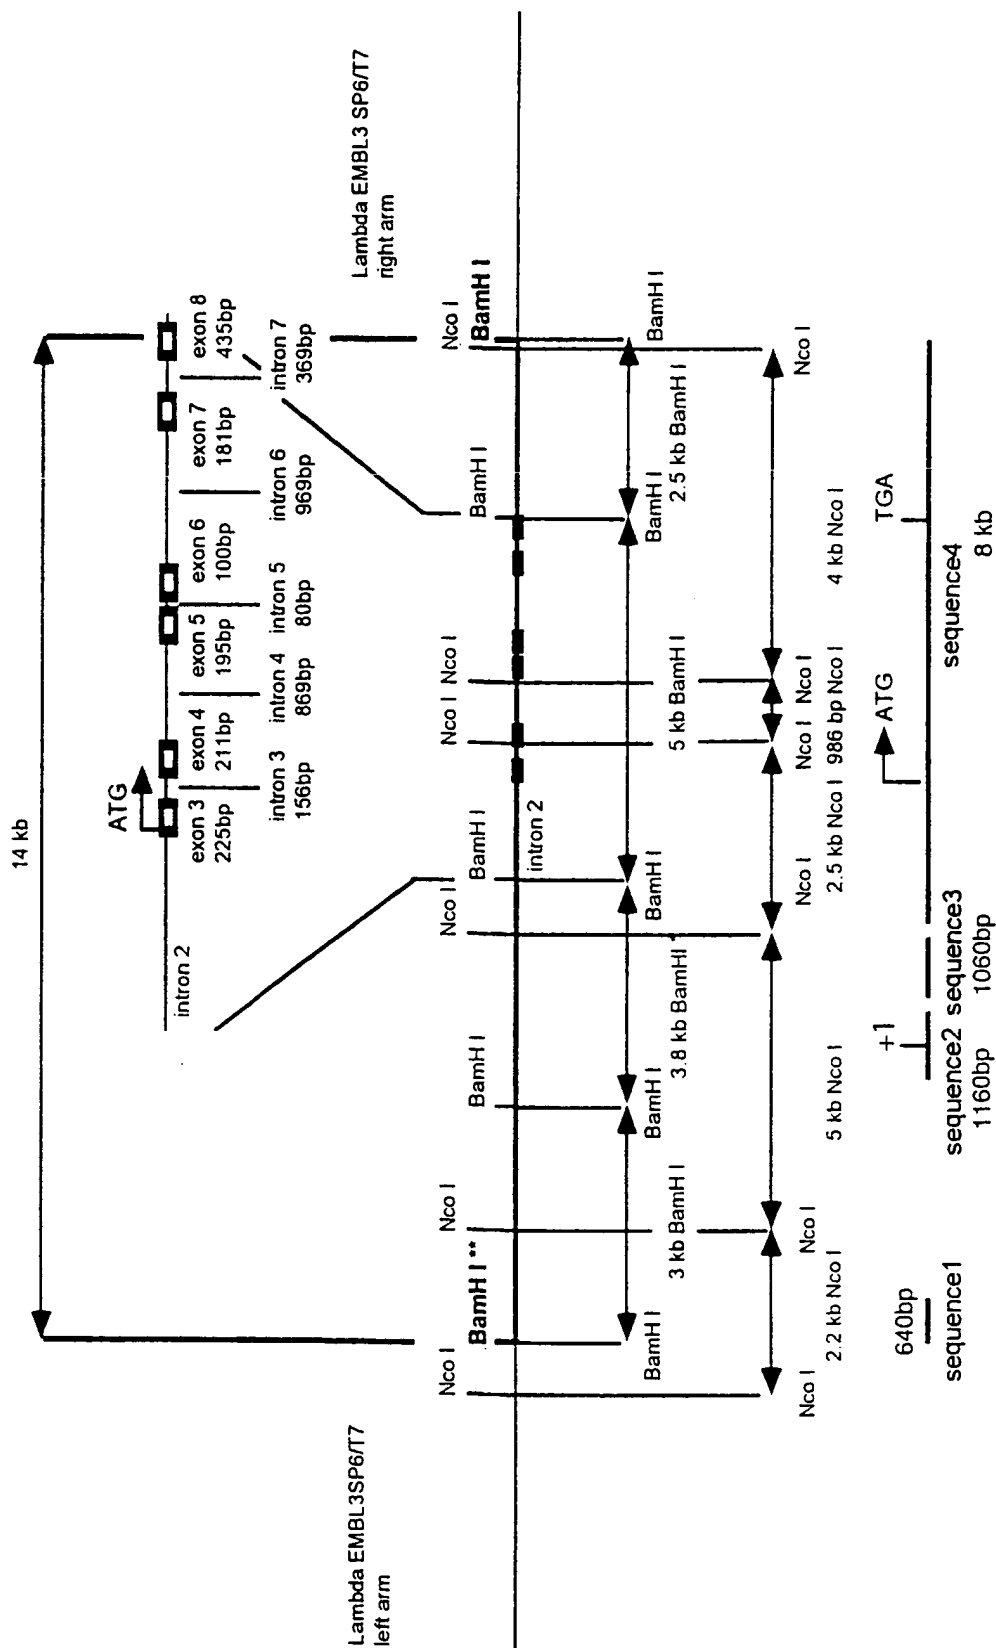 14 kb
ATG
intron 2
exon 3
225bp
exon 4
211bp
exon 5
195bp
exon 6
100bp
exon 7
181bp
exon 8
435bp
intron 3
156bp
intron 4
869bp
intron 5
80bp
intron 6
969bp
intron 7
369bp
Lambda EMBL3SP6/T7
left arm
Lambda EMBL3 SP6/T7
right arm
Nco I
BamH I **
Nco I
BamH I
Nco I
BamH I
Nco I
Nco I
BamH I
Nco I
BamH I
intron 2
BamH I
3 kb BamH I
BamH I
3.8 kb BamHI
BamH I
5 kb BamH I
BamH I
2.5 kb BamH I
BamH I
Nco I
2.2 kb Nco I
Nco I
5 kb Nco I
Nco I
2.5 kb Nco I
Nco I
986 bp Nco I
Nco I
4 kb Nco I
Nco I
640bp
sequence1
+1
sequence2
1160bp
sequence3
1060bp
ATG
TGA
sequence4
8 kb